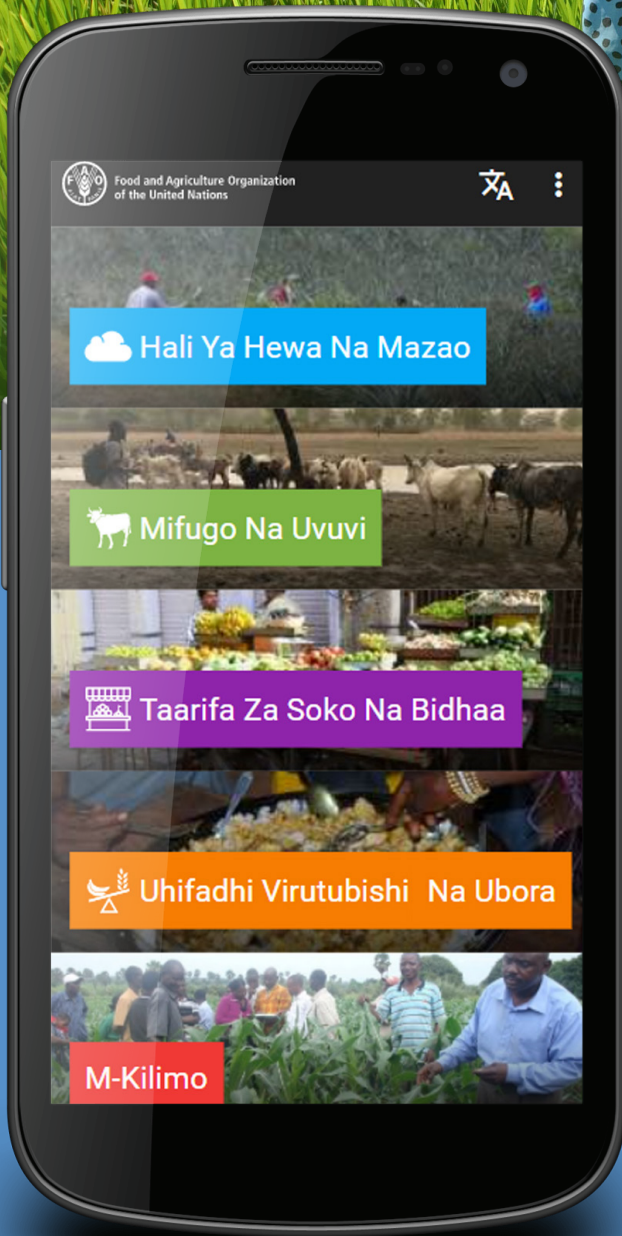 FAO
Food and Agriculture Organization
of the United Nations
Hali Ya Hewa Na Mazao
Mifugo Na Uvuvi
Taarifa Za Soko Na Bidhaa
Uhifadhi Virutubishi Na Ubora
M-Kilimo